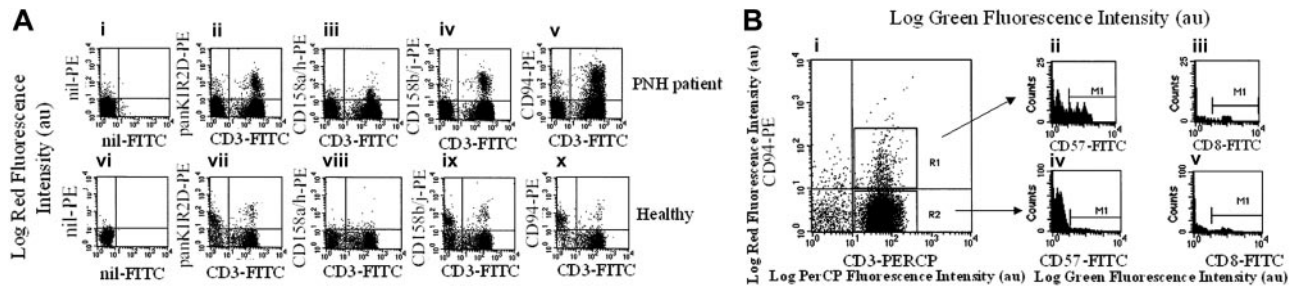 A
i
ii
iii
iv
v
nil-PE
panKIR2D-PE
CD158a/h-PE
CD158b/j-PE
CD94-PE
PNH patient
nil-FITC
CD3-FITC
CD3-FITC
CD3-FITC
CD3-FITC
Log Red Fluorescence
Intensity (au)
vi
vii
viii
ix
x
nil-PE
panKIR2D-PE
CD158a/h-PE
CD158b/j-PE
CD94-PE
Healthy
nil-FITC
CD3-FITC
CD3-FITC
CD3-FITC
CD3-FITC
B
Log Green Fluorescence Intensity (au)
i
ii
iii
Log Red Fluorescence Intensity (au)
CD94-PE
R1
R2
CD3-PERCP
Log PerCP Fluorescence Intensity (au)
Counts
M1
CD57-FITC
Counts
M1
CD8-FITC
iv
v
Counts
M1
CD57-FITC
Counts
M1
CD8-FITC
Log Green Fluorescence Intensity (au)